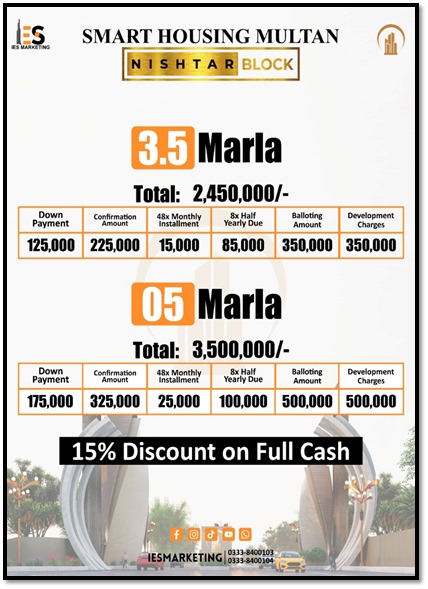 IES
IES MARKETING
SMART HOUSING MULTAN
NISHTAR BLOCK
3.5 Marla
Total: 2,450,000/-
Down Payment | Confirmation Amount | 48x Monthly Installment | 8x Half Yearly Due | Balloting Amount | Development Charges
125,000 | 225,000 | 15,000 | 85,000 | 350,000 | 350,000
05 Marla
Total: 3,500,000/-
Down Payment | Confirmation Amount | 48x Monthly Installment | 8x Half Yearly Due | Balloting Amount | Development Charges
175,000 | 325,000 | 25,000 | 100,000 | 500,000 | 500,000
15% Discount on Full Cash
IESMARKETING | 0333-8400103
0333-8400104